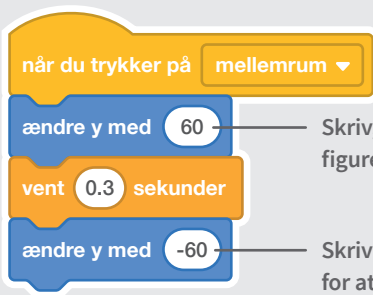 når du trykker på mellemrum
ændre y med 60
Skriv
figure
vent 0.3 sekunder
ændre y med -60
Skriv
for at